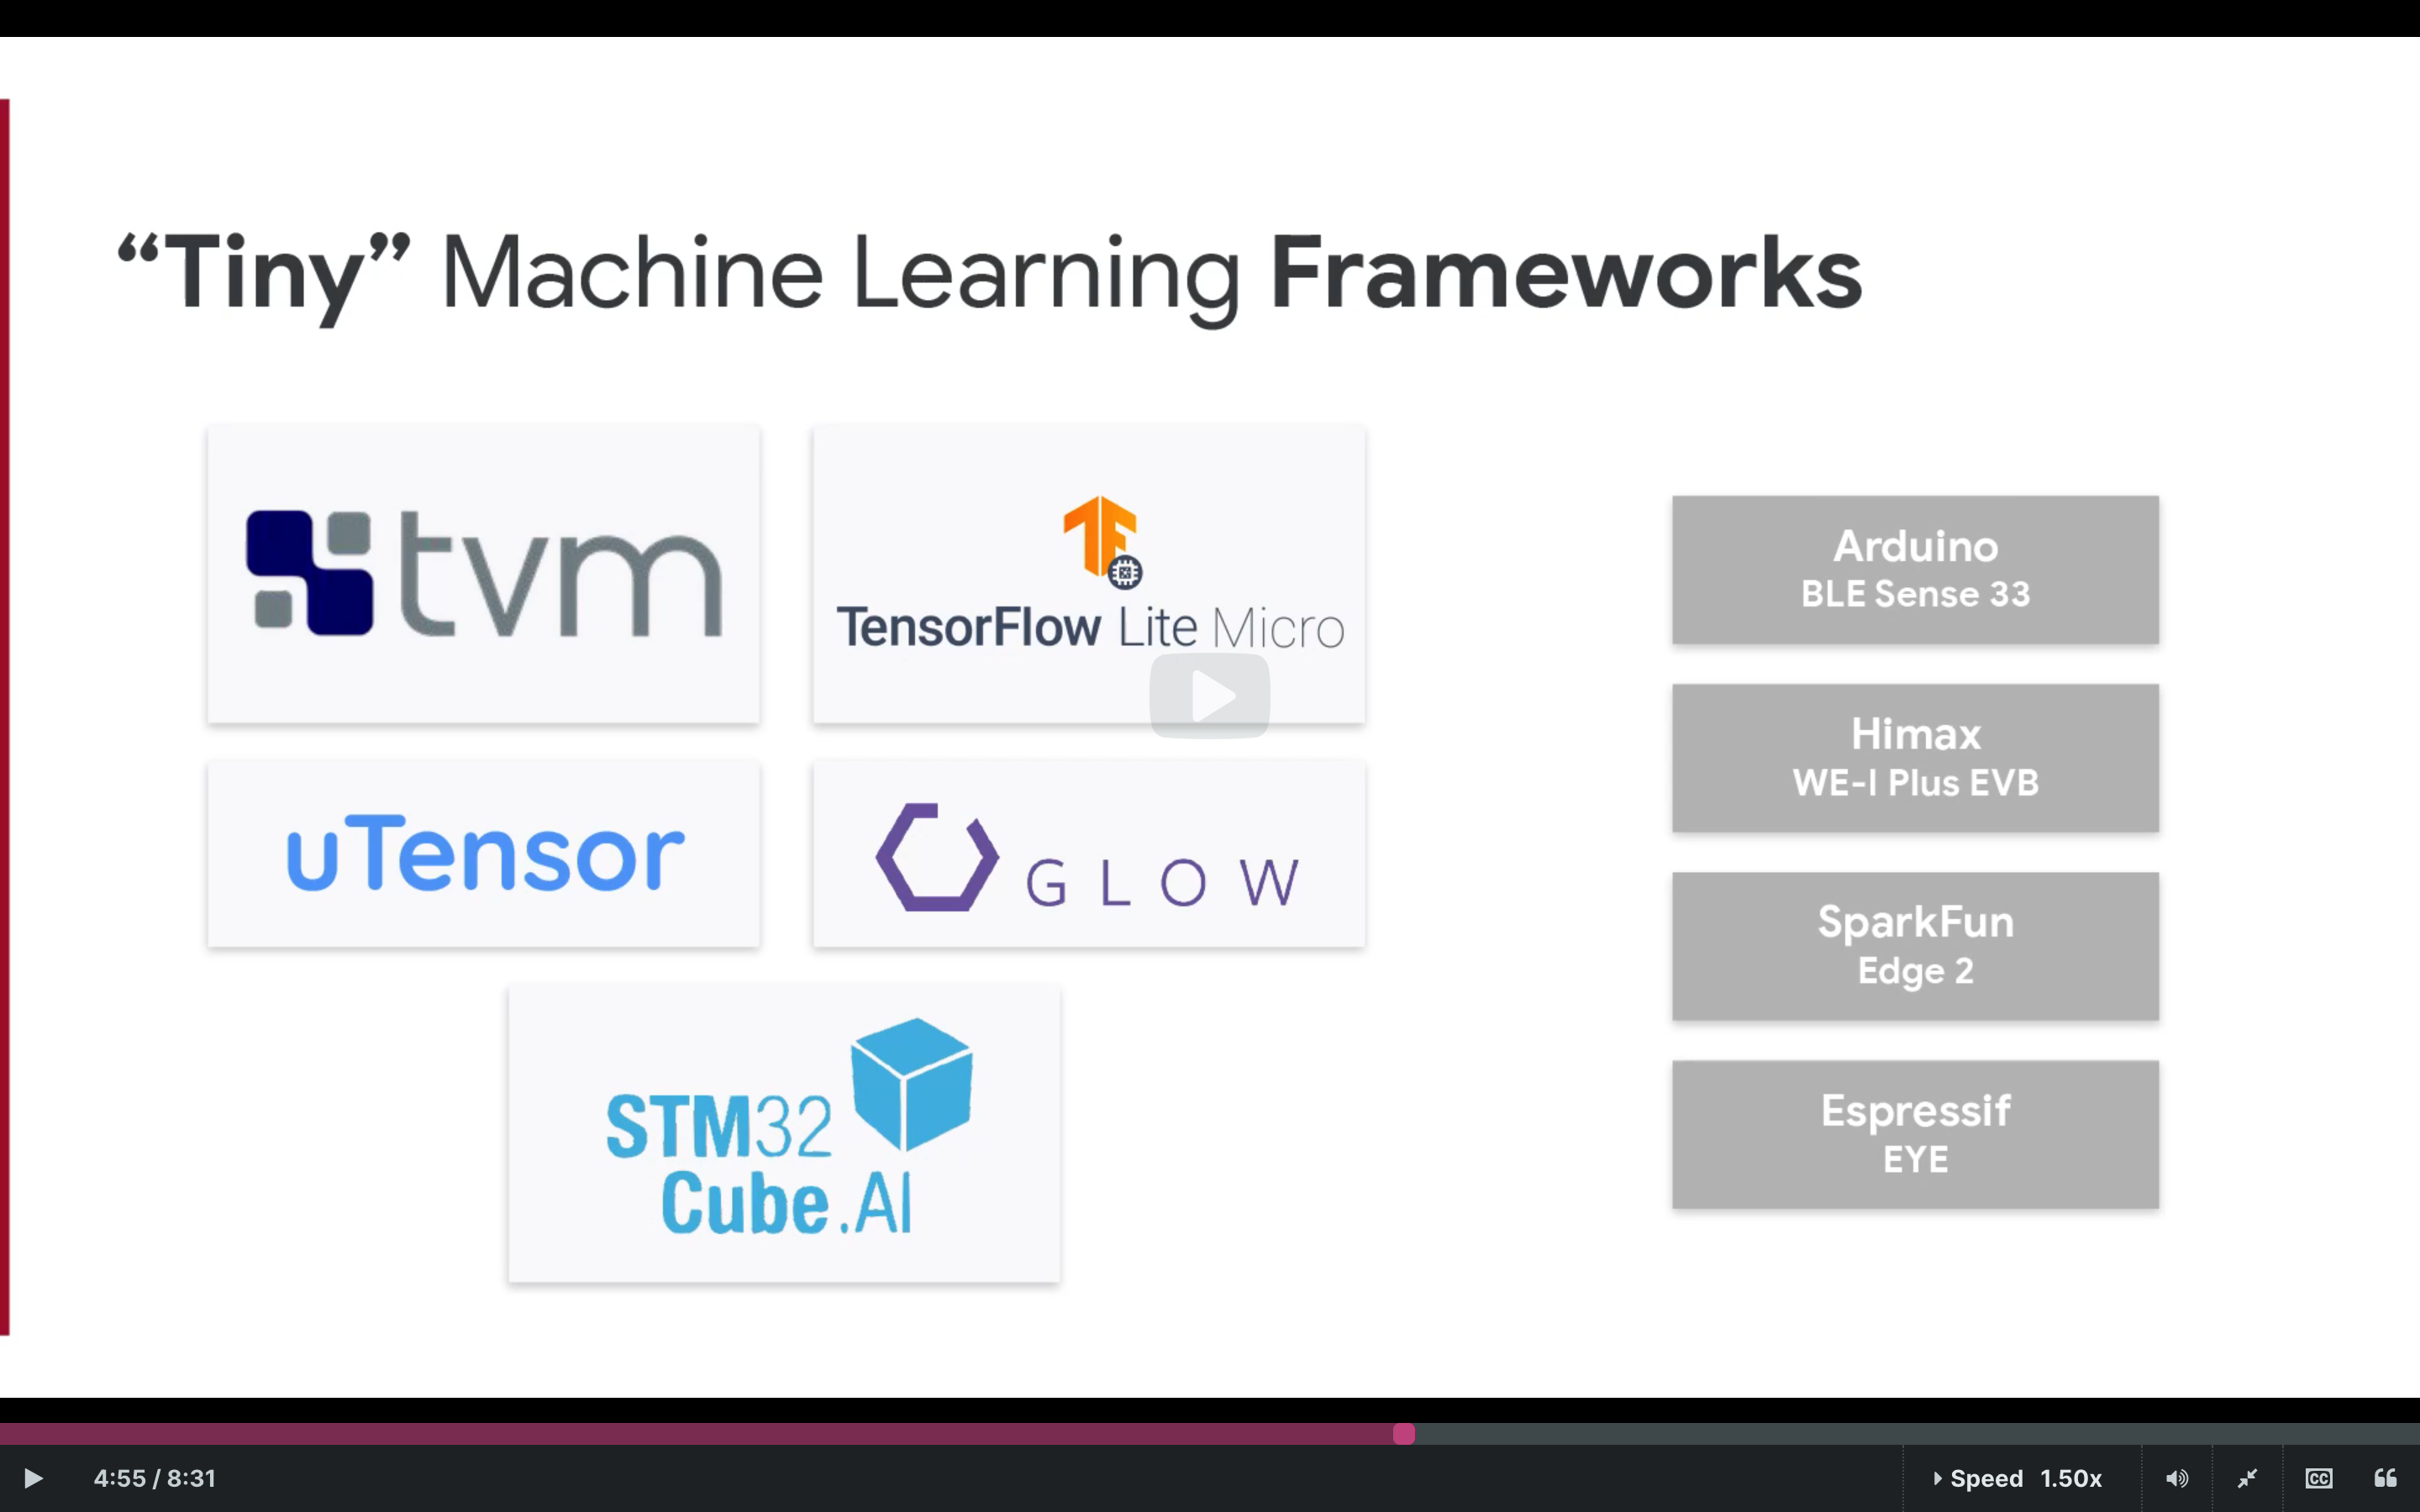 “Tiny” Machine Learning Frameworks
tvm
TensorFlow Lite Micro
uTensor
GLOW
STM32
Cube.AI
Arduino
BLE Sense 33
Himax
WE-I Plus EVB
SparkFun
Edge 2
Espressif
EYE
4:55 / 8:31
Speed 1.50x
CC